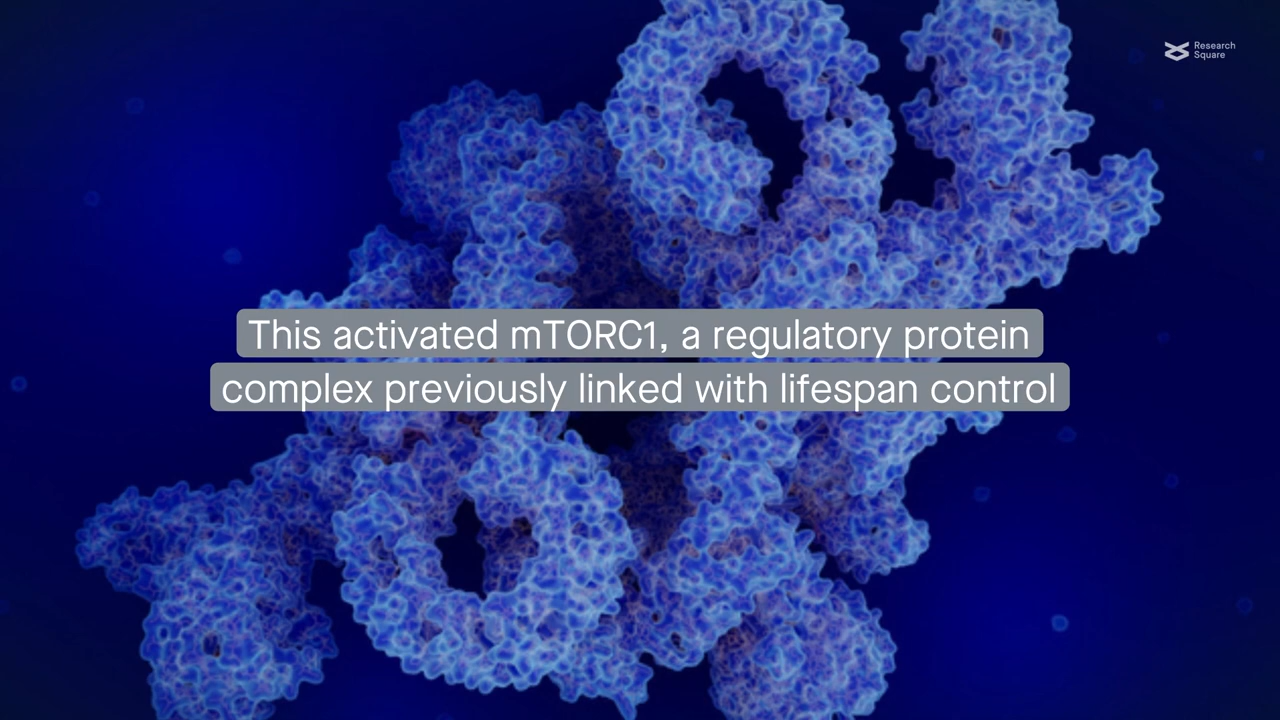 Research
Square
This activated mTORC1, a regulatory protein
complex previously linked with lifespan control